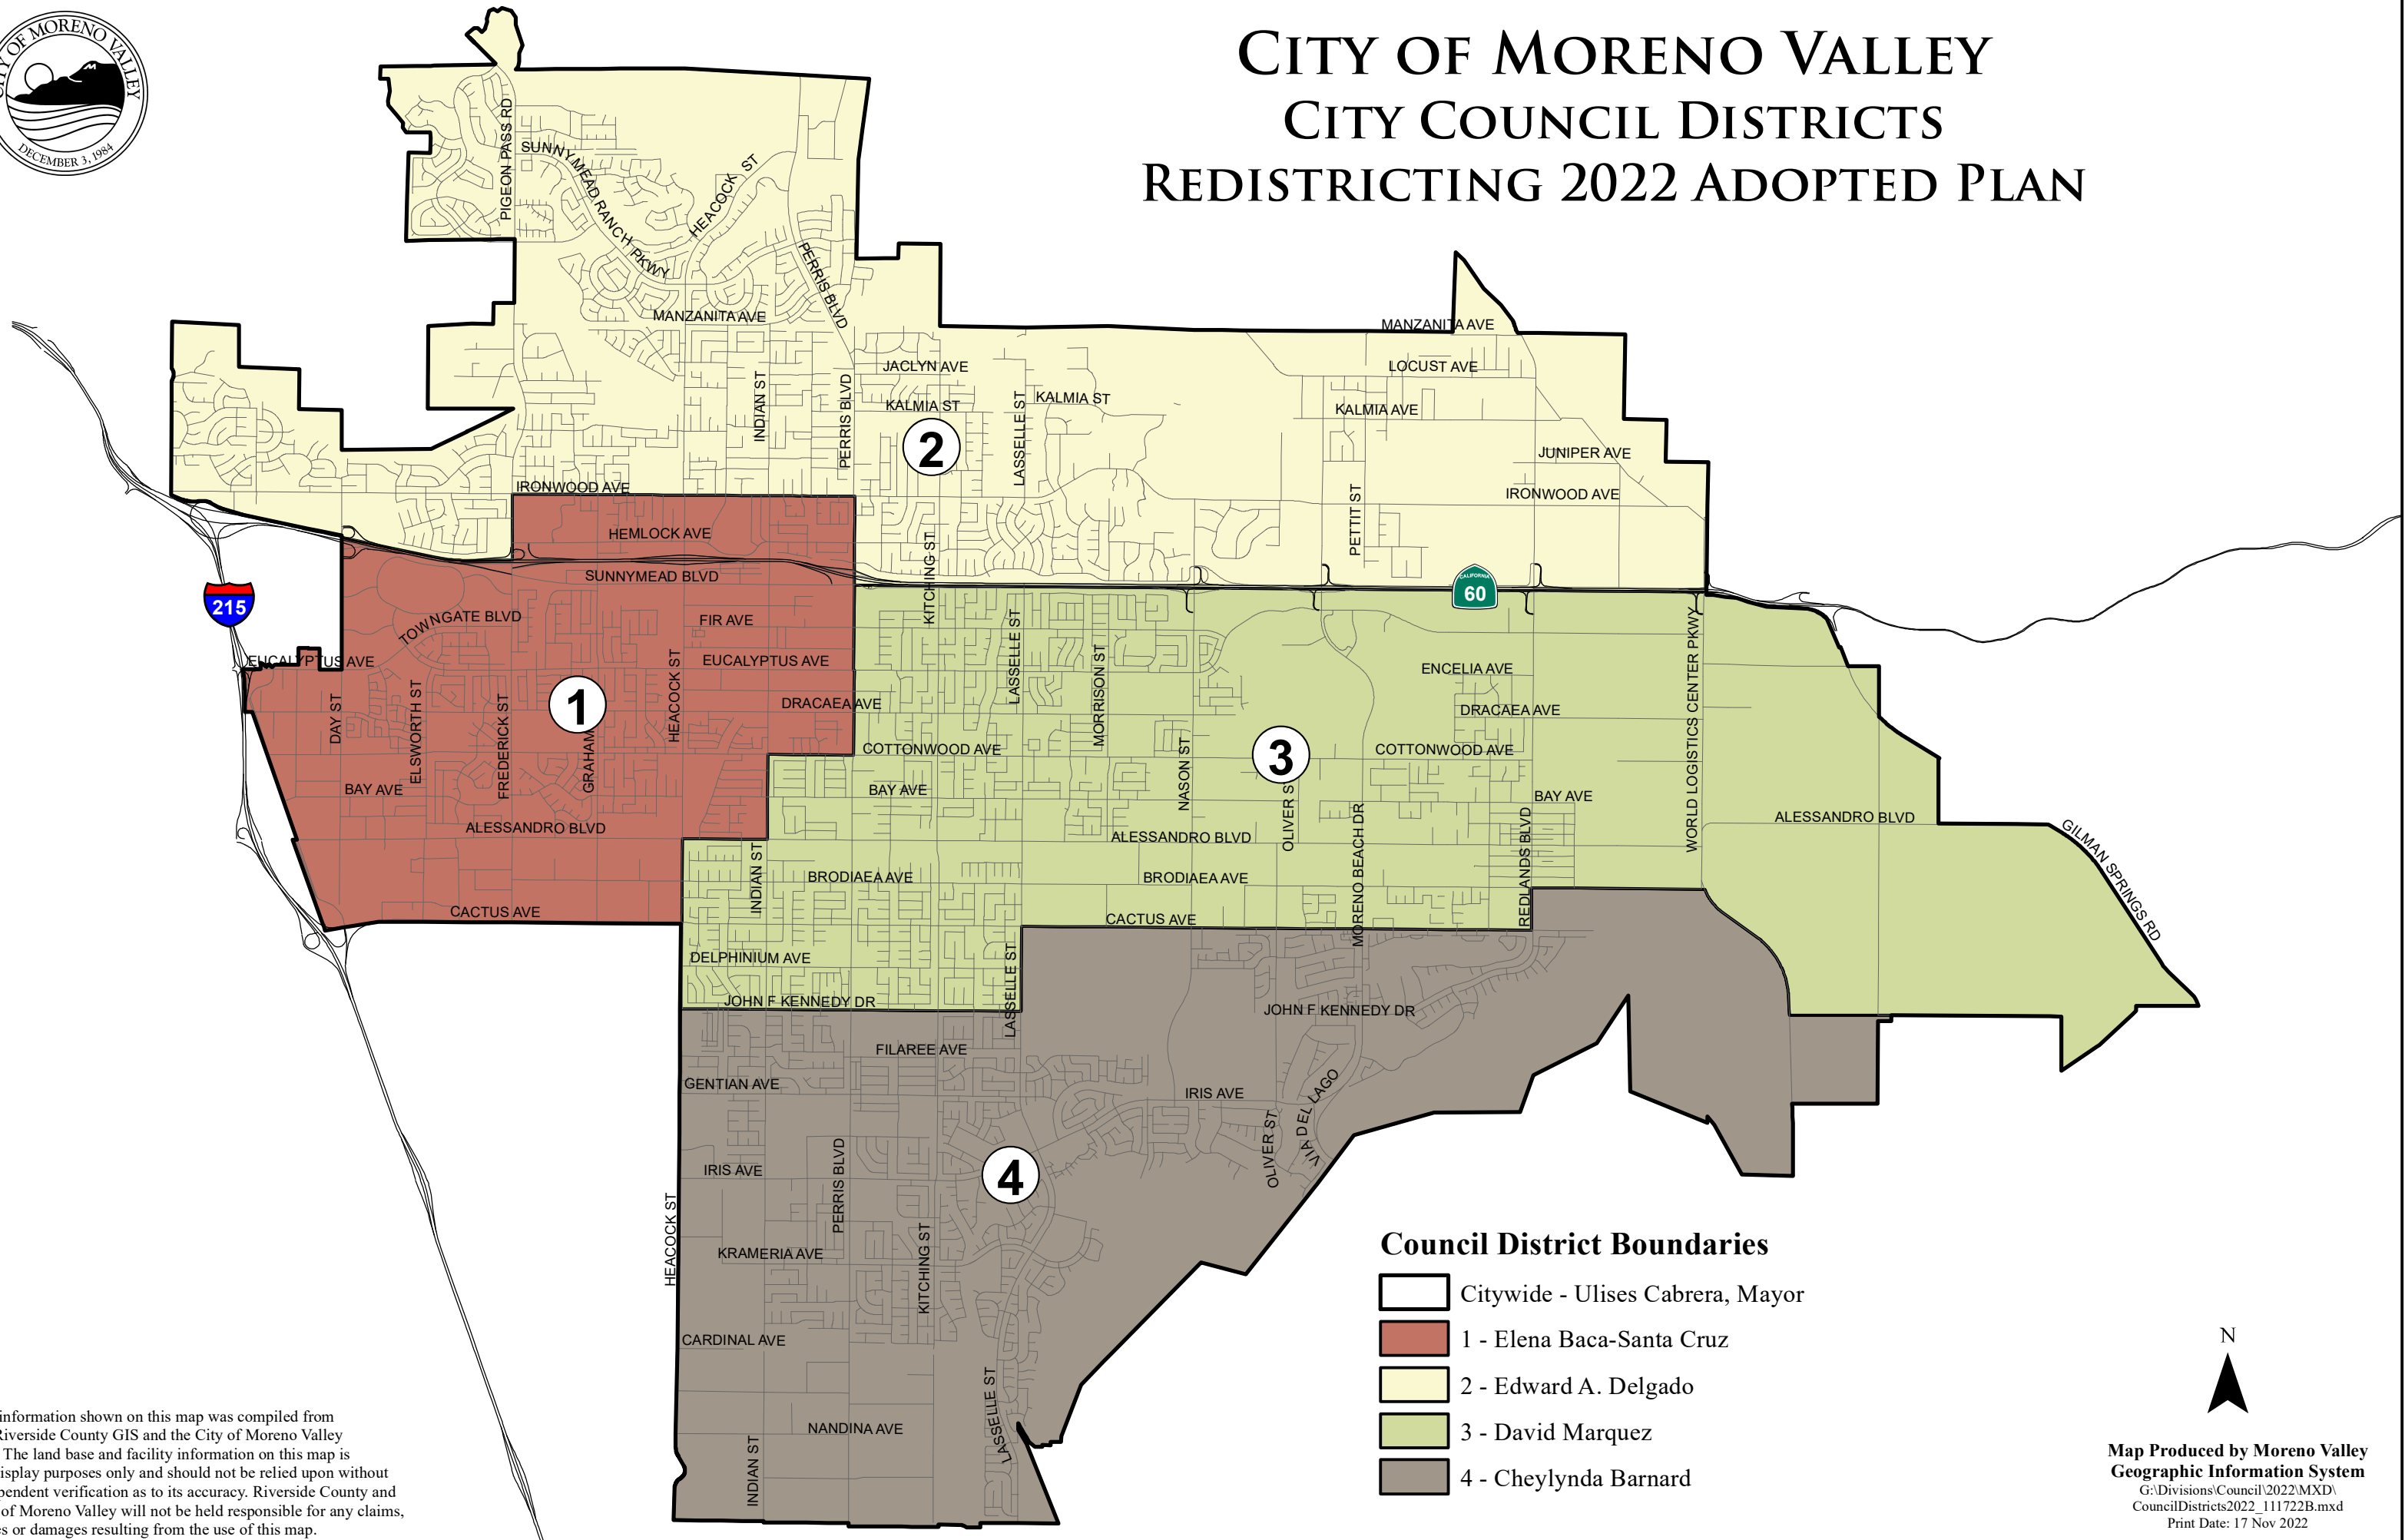 CITY OF MORENO VALLEY
DECEMBER 3, 1984
CITY OF MORENO VALLEY
CITY COUNCIL DISTRICTS
REDISTRICTING 2022 ADOPTED PLAN
PIGEON PASS RD
SUNNYMEAD RANCH PKWY
HEACOCK ST
PERRIS BLVD
MANZANITA AVE
MANZANITA AVE
JACLYN AVE
LOCUST AVE
INDIAN ST
PERRIS BLVD
KALMIA ST
LASSELLE ST
KALMIA ST
KALMIA AVE
2
JUNIPER AVE
IRONWOOD AVE
IRONWOOD AVE
PETTIT ST
HEMLOCK AVE
KITCHING ST
SUNNYMEAD BLVD
CALIFORNIA
60
215
TOWNGATE BLVD
FIR AVE
EUCALYPTUS AVE
EUCALYPTUS AVE
LASSELLE ST
MORRISON ST
ENCELIA AVE
WORLD LOGISTICS CENTER PKWY
DAY ST
ELSWORTH ST
FREDERICK ST
1
GRAHAM
HEACOCK ST
DRACAEA AVE
DRACAEA AVE
COTTONWOOD AVE
NASON ST
3
COTTONWOOD AVE
BAY AVE
BAY AVE
OLIVER S
BAY AVE
ALESSANDRO BLVD
ALESSANDRO BLVD
ALESSANDRO BLVD
GILMAN SPRINGS RD
INDIAN ST
BRODIAEA AVE
BRODIAEA AVE
MORENO BEACH DR
REDLANDS BLVD
CACTUS AVE
CACTUS AVE
DELPHINIUM AVE
LASSELLE ST
JOHN F KENNEDY DR
JOHN F KENNEDY DR
FILAREE AVE
GENTIAN AVE
IRIS AVE
OLIVER ST
VIA DEL LAGO
IRIS AVE
PERRIS BLVD
4
HEACOCK ST
KRAMERIA AVE
KITCHING ST
CARDINAL AVE
LASSELLE ST
NANDINA AVE
INDIAN ST
Council District Boundaries
Citywide - Ulises Cabrera, Mayor
1 - Elena Baca-Santa Cruz
2 - Edward A. Delgado
3 - David Marquez
4 - Cheylynda Barnard
N
Map Produced by Moreno Valley
Geographic Information System
G:\Divisions\Council\2022\MXD\
CouncilDistricts2022_111722B.mxd
Print Date: 17 Nov 2022
information shown on this map was compiled from
Riverside County GIS and the City of Moreno Valley
The land base and facility information on this map is
display purposes only and should not be relied upon without
pendent verification as to its accuracy. Riverside County and
of Moreno Valley will not be held responsible for any claims,
s or damages resulting from the use of this map.